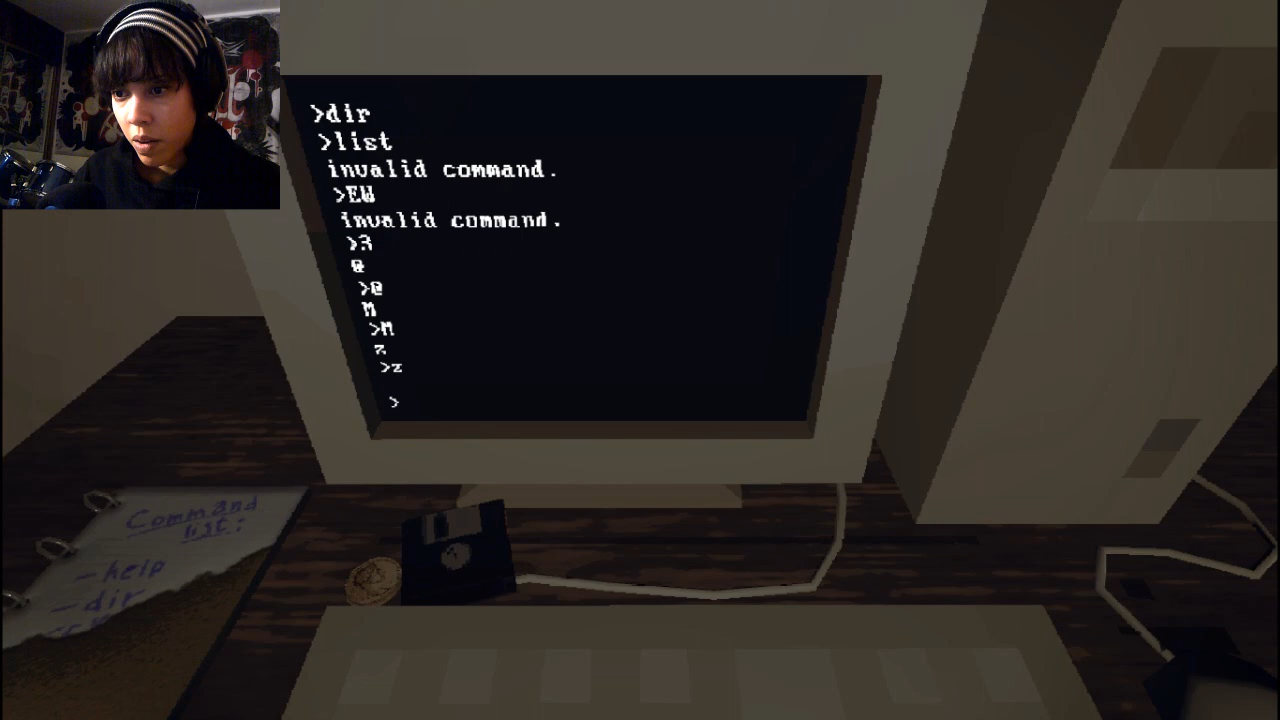 >dir
>list
invalid command.
>EW
invalid command.
>3
@
>@
M
>M
z
>z
>
Command
list:
-help
-dir